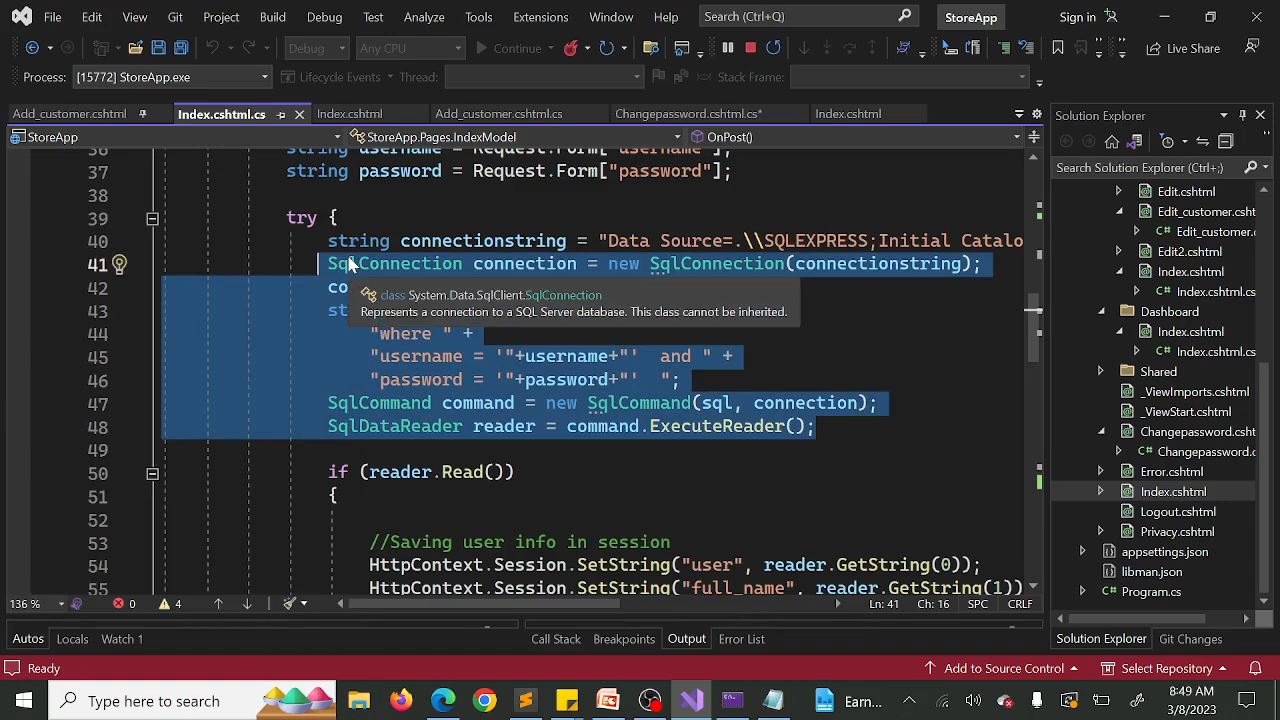 File Edit View Git Project Build Debug Test Analyze Tools Extensions Window Help Search (Ctrl+Q) StoreApp Sign in
Debug Any CPU Continue Live Share
Process: [15772] StoreApp.exe Lifecycle Events Thread: Stack Frame:
Add_customer.cshtml Index.cshtml.cs Index.cshtml Add_customer.cshtml Changepassword.cshtml.cs* Index.cshtml
StoreApp StoreApp.Pages.IndexModel OnPost()
36 string username = Request.Form["username"];
37 string password = Request.Form["password"];
38
39 try {
40 string connectionstring = "Data Source=.\\SQLEXPRESS;Initial Catalo
41 SqlConnection connection = new SqlConnection(connectionstring);
42 co
class System.Data.SqlClient.SqlConnection
43 st
Represents a connection to a SQL Server database. This class cannot be inherited.
44 "where " +
45 "username = '"+username+"' and " +
46 "password = '"+password+"' ";
47 SqlCommand command = new SqlCommand(sql, connection);
48 SqlDataReader reader = command.ExecuteReader();
49
50 if (reader.Read())
51 {
52
53 //Saving user info in session
54 HttpContext.Session.SetString("user", reader.GetString(0));
55 HttpContext.Session.SetString("full_name", reader.GetString(1))
136 % 0 4 Ln: 41 Ch: 16 SPC CRLF
Autos Locals Watch 1 Call Stack Breakpoints Output Error List
Solution Explorer
Search Solution Explorer (Ctrl+;)
Edit.cshtml
Edit_customer.csht
Edit_customer.
Edit2.cshtml
Index.cshtml
Index.cshtml.cs
Dashboard
Index.cshtml
Index.cshtml.cs
Shared
_ViewImports.cshtml
_ViewStart.cshtml
Changepassword.cshtml
Changepassword.c
Error.cshtml
Index.cshtml
Logout.cshtml
Privacy.cshtml
appsettings.json
libman.json
Program.cs
Solution Explorer Git Changes
Ready Add to Source Control Select Repository
Type here to search Earn... 8:49 AM
3/8/2023